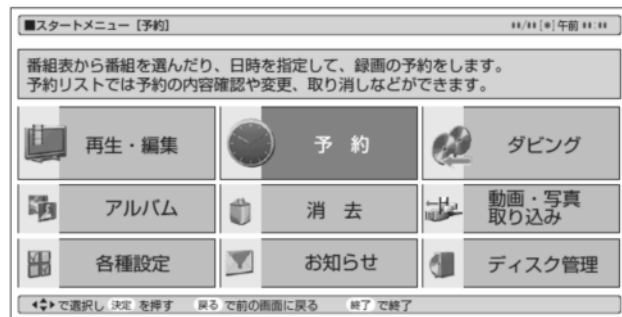 ■スタートメニュー [予約] ＊＊/＊＊[＊]午前 ＊＊:＊＊
番組表から番組を選んだり、日時を指定して、録画の予約をします。
予約リストでは予約の内容確認や変更、取り消しなどができます。
再生・編集 予 約 ダビング
アルバム 消 去 動画・写真
取り込み
各種設定 お知らせ ディスク管理
で選択し 決定 を押す 戻る で前の画面に戻る 終了 で終了